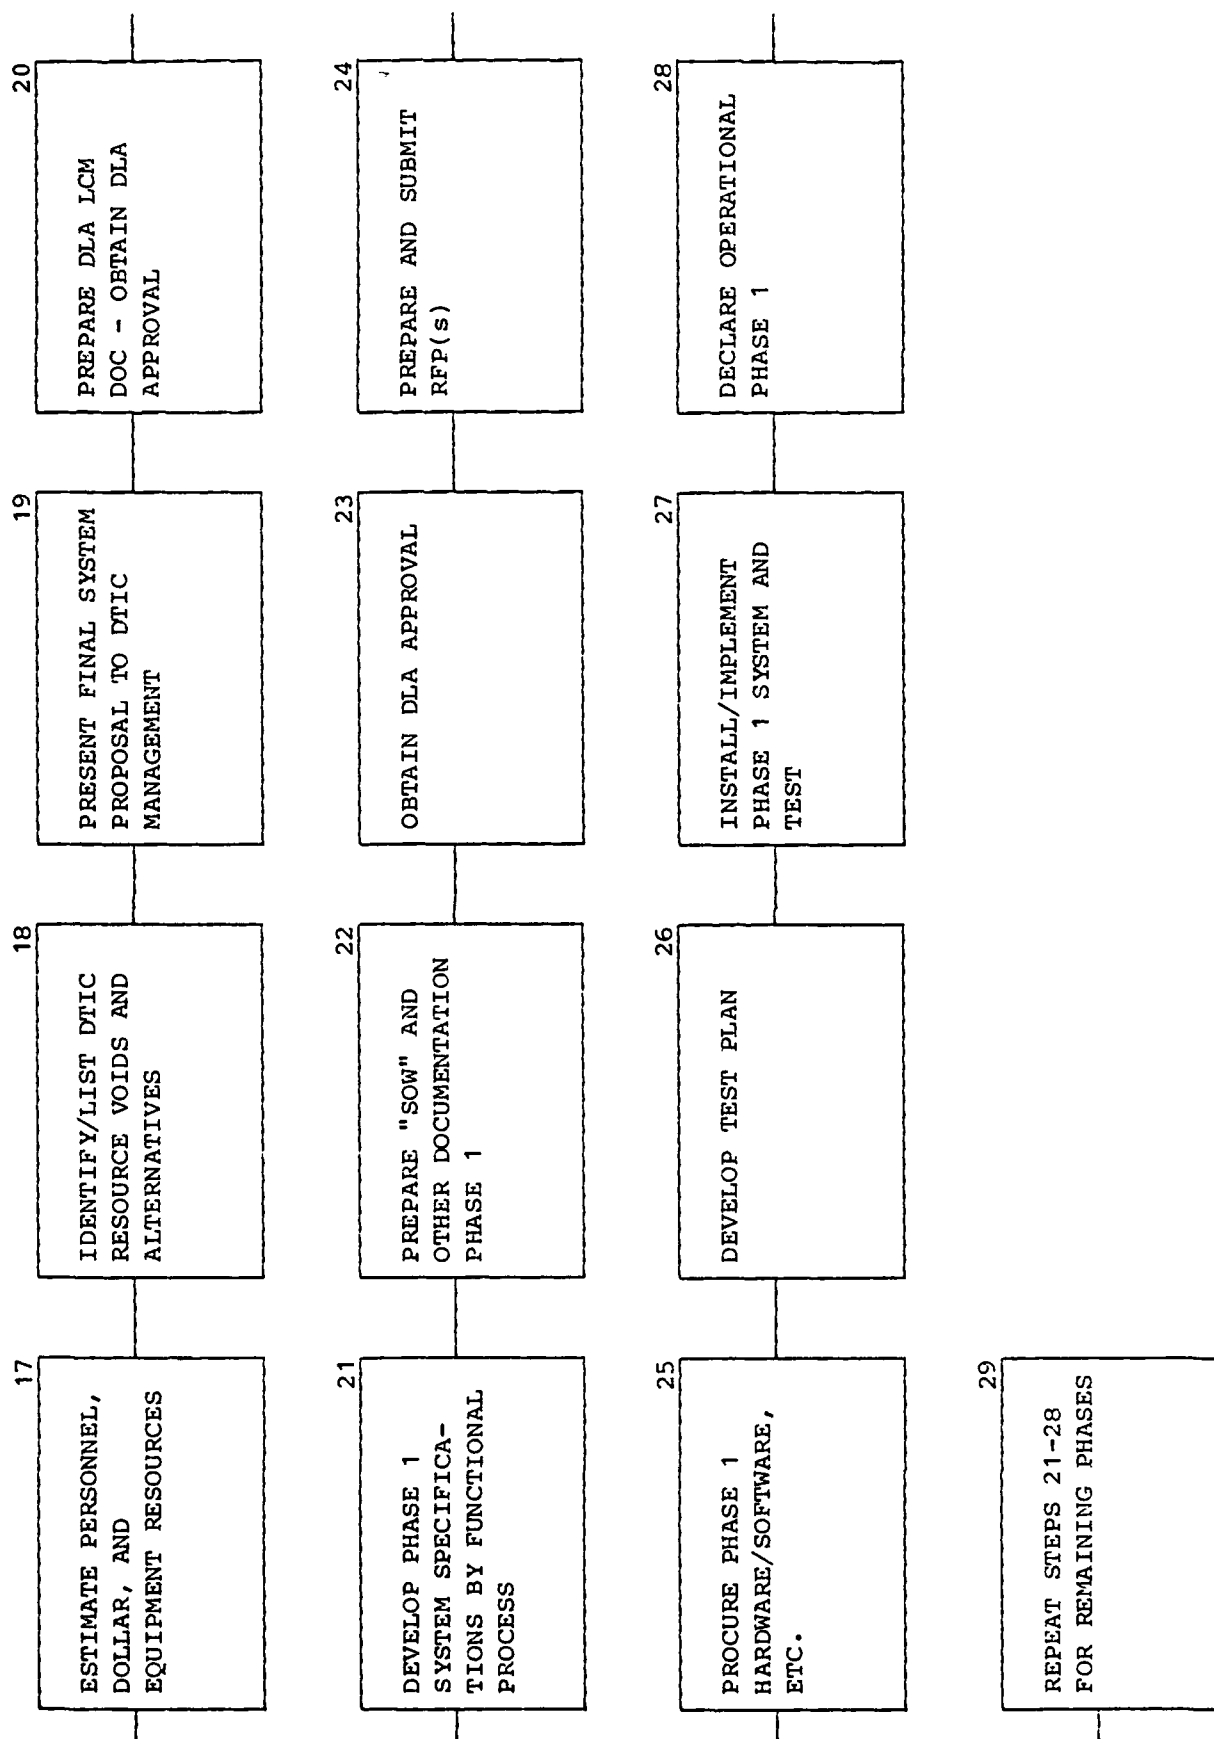 17
ESTIMATE PERSONNEL,
DOLLAR, AND
EQUIPMENT RESOURCES
18
IDENTIFY/LIST DTIC
RESOURCE VOIDS AND
ALTERNATIVES
19
PRESENT FINAL SYSTEM
PROPOSAL TO DTIC
MANAGEMENT
20
PREPARE DLA LCM
DOC - OBTAIN DLA
APPROVAL
21
DEVELOP PHASE 1
SYSTEM SPECIFICA-
TIONS BY FUNCTIONAL
PROCESS
22
PREPARE "SOW" AND
OTHER DOCUMENTATION
PHASE 1
23
OBTAIN DLA APPROVAL
24
PREPARE AND SUBMIT
RFP(s)
25
PROCURE PHASE 1
HARDWARE/SOFTWARE,
ETC.
26
DEVELOP TEST PLAN
27
INSTALL/IMPLEMENT
PHASE 1 SYSTEM AND
TEST
28
DECLARE OPERATIONAL
PHASE 1
29
REPEAT STEPS 21-28
FOR REMAINING PHASES